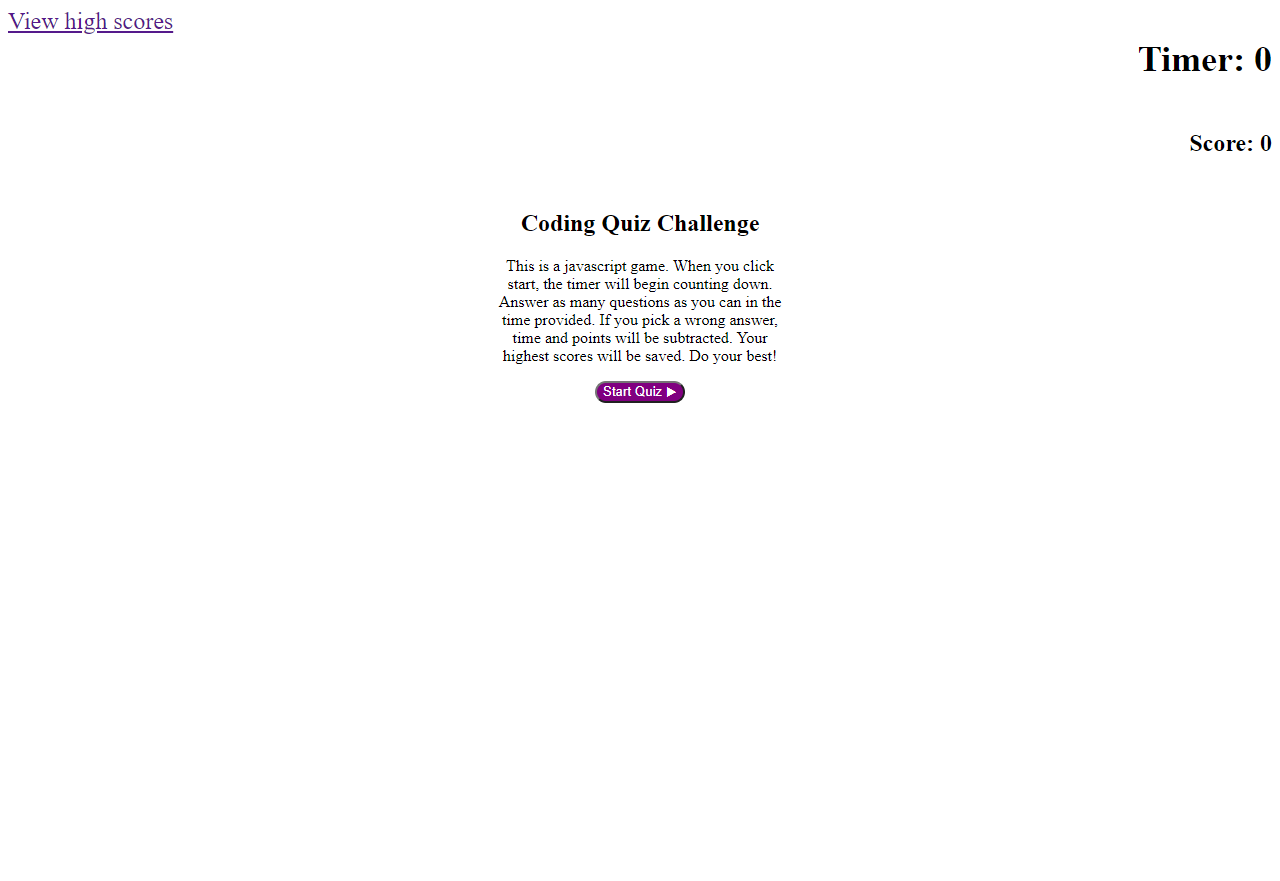 View high scores
Timer: 0
Score: 0
Coding Quiz Challenge
This is a javascript game. When you click
start, the timer will begin counting down.
Answer as many questions as you can in the
time provided. If you pick a wrong answer,
time and points will be subtracted. Your
highest scores will be saved. Do your best!
Start Quiz ▶